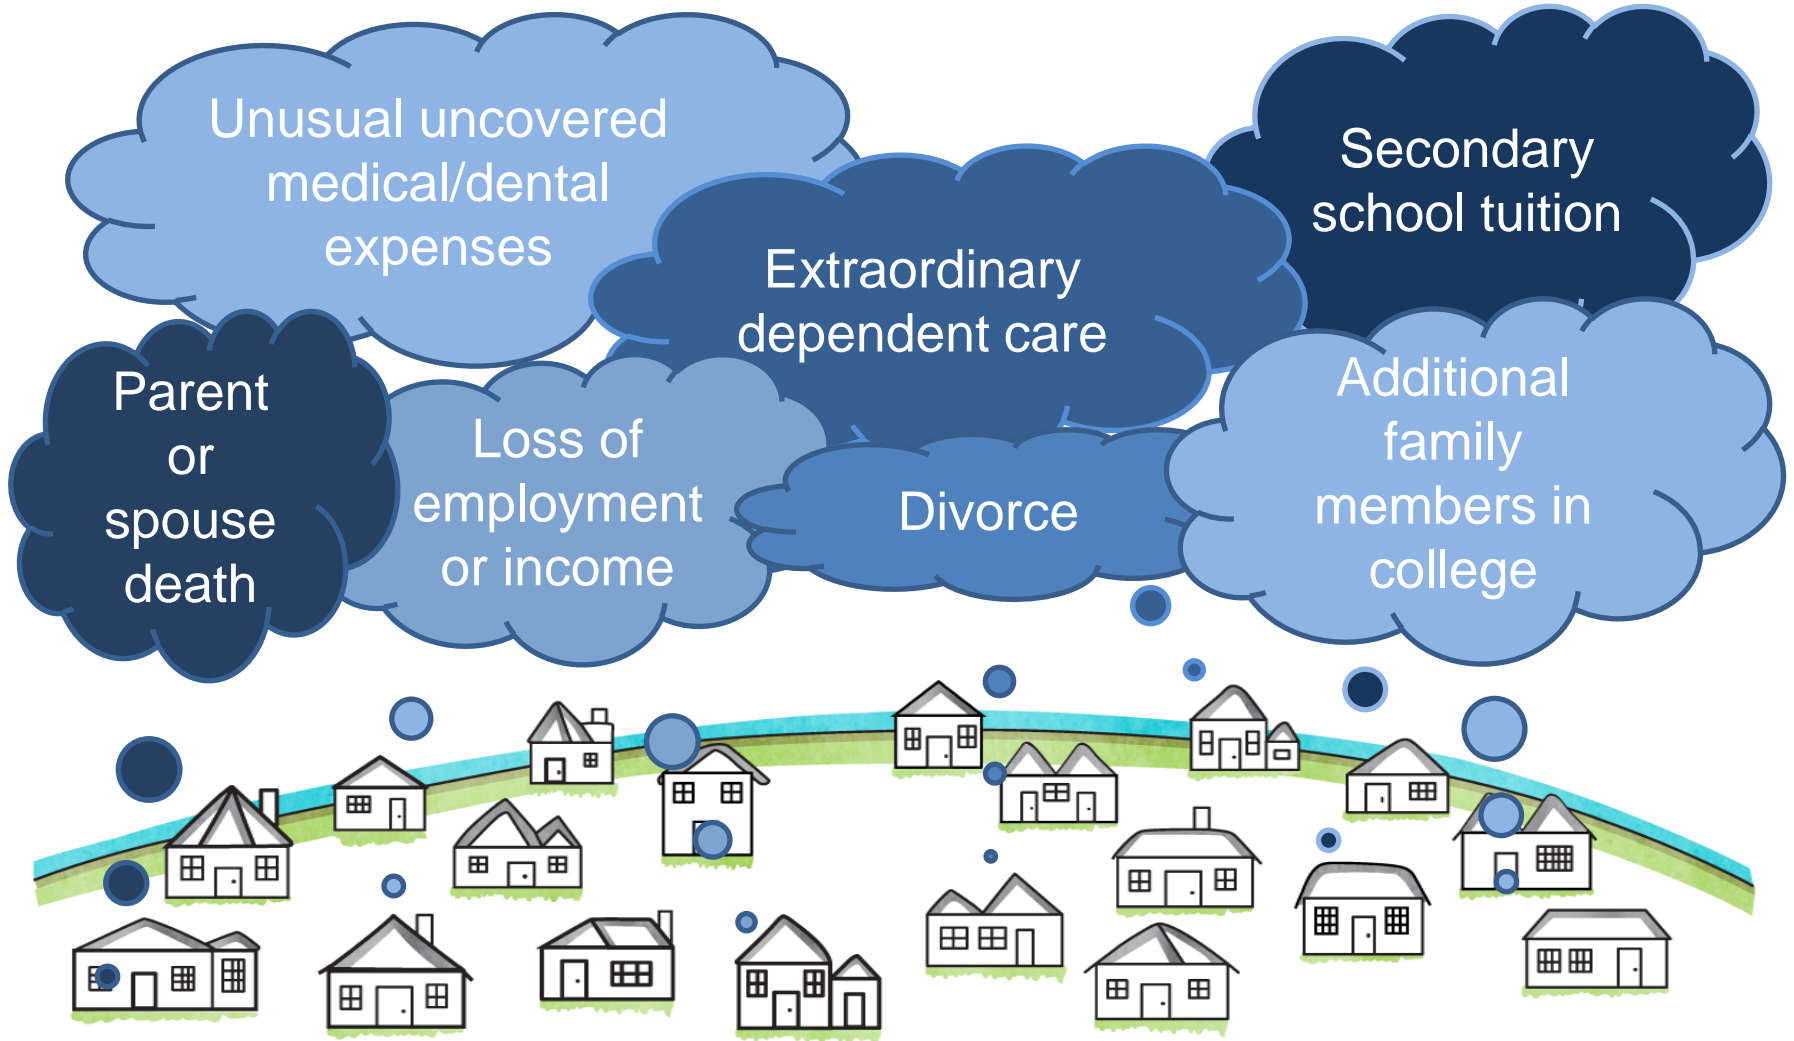 Unusual uncovered
medical/dental
expenses
Secondary
school tuition
Extraordinary
dependent care
Parent
or
spouse
death
Loss of
employment
or income
Divorce
Additional
family
members in
college